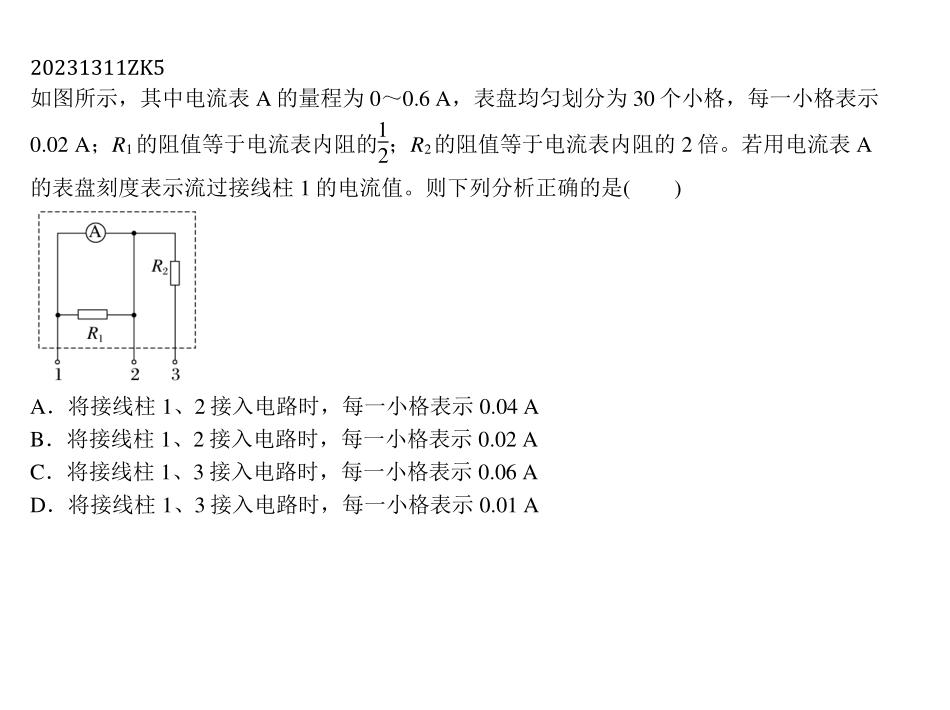 20231311ZK5
如图所示，其中电流表 A 的量程为 0～0.6 A，表盘均匀划分为 30 个小格，每一小格表示
0.02 A；R₁的阻值等于电流表内阻的1/2；R₂的阻值等于电流表内阻的 2 倍。若用电流表 A
的表盘刻度表示流过接线柱 1 的电流值。则下列分析正确的是(　　)
A
R₂
R₁
1 2 3
A．将接线柱 1、2 接入电路时，每一小格表示 0.04 A
B．将接线柱 1、2 接入电路时，每一小格表示 0.02 A
C．将接线柱 1、3 接入电路时，每一小格表示 0.06 A
D．将接线柱 1、3 接入电路时，每一小格表示 0.01 A